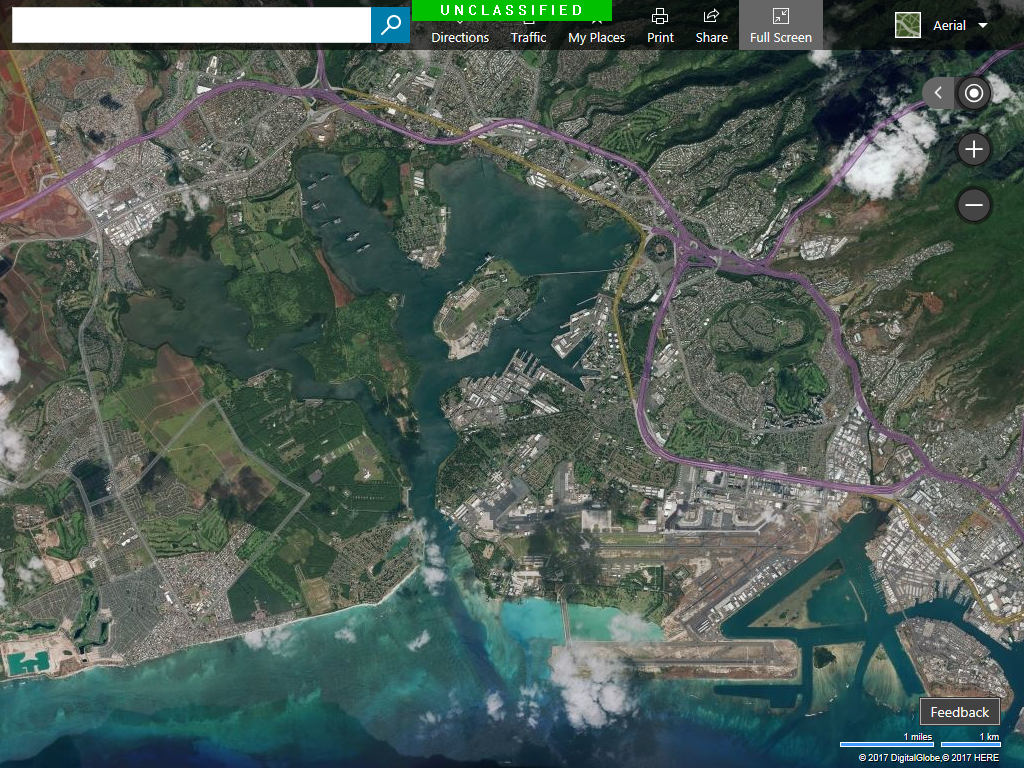 UNCLASSIFIED
Directions
Traffic
My Places
Print
Share
Full Screen
Aerial
Feedback
1 miles
1 km
© 2017 DigitalGlobe,© 2017 HERE